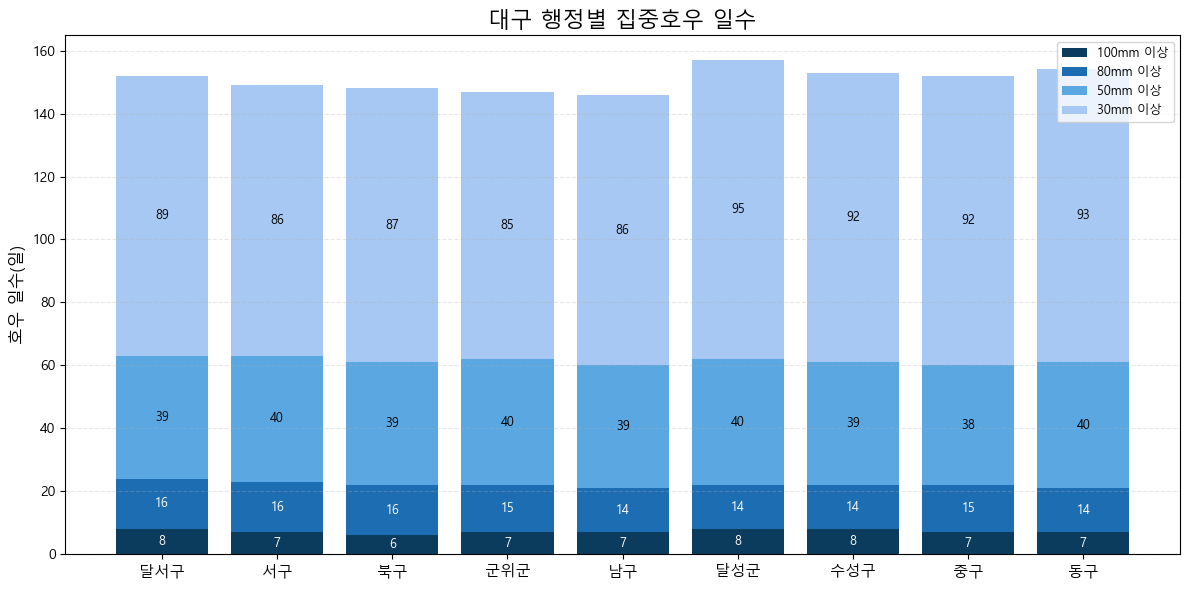 대구 행정별 집중호우 일수
호우 일수(일)
160
140
120
100
80
60
40
20
0
100mm 이상
80mm 이상
50mm 이상
30mm 이상
89 86 87 85 86 95 92 92 93
39 40 39 40 39 40 39 38 40
16 16 16 15 14 14 14 15 14
8 7 6 7 7 8 8 7 7
달서구 서구 북구 군위군 남구 달성군 수성구 중구 동구